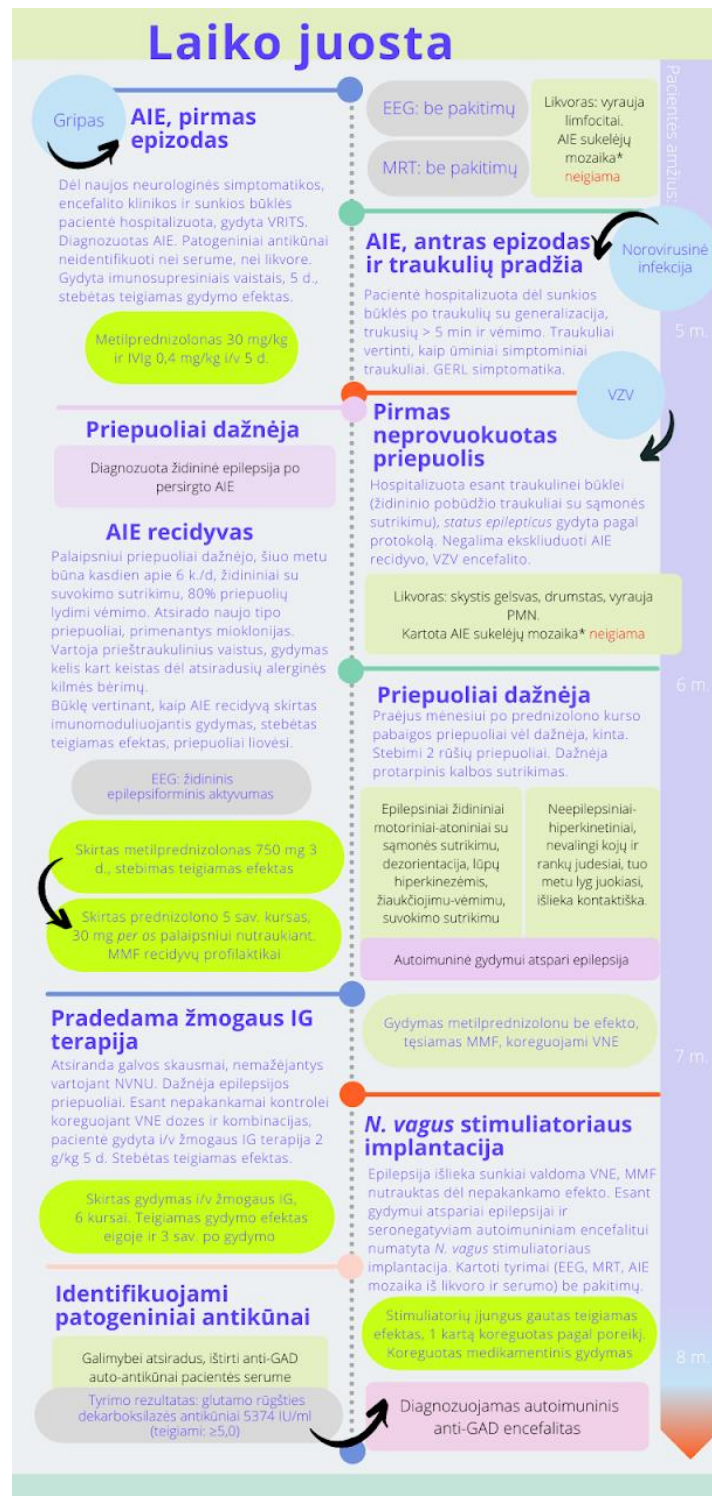 Laiko juosta
Pacientės amžius:
Gripas
AIE, pirmas
epizodas
Dėl naujos neurologinės simptomatikos,
encefalito klinikos ir sunkios būklės
pacientė hospitalizuota, gydyta VRITS.
Diagnozuotas AIE. Patogeniniai antikūnai
neidentifikuoti nei serume, nei likvore.
Gydyta imunosupresiniais vaistais, 5 d.,
stebėtas teigiamas gydymo efektas.
Metilprednizolonas 30 mg/kg
ir IVIg 0,4 mg/kg i/v 5 d.
EEG: be pakitimų
MRT: be pakitimų
Likvoras: vyrauja
limfocitai.
AIE sukelėjų
mozaika*
neigiama
AIE, antras epizodas
ir traukulių pradžia
Norovirusinė
infekcija
Pacientė hospitalizuota dėl sunkios
būklės po traukulių su generalizacija,
trukusių > 5 min ir vėmimo. Traukuliai
vertinti, kaip ūminiai simptominiai
traukuliai. GERL simptomatika.
5 m.
Priepuoliai dažnėja
Diagnozuota židininė epilepsija po
persirgto AIE
VZV
Pirmas
neprovuokuotas
priepuolis
Hospitalizuota esant traukulinei būklei
(židininio pobūdžio traukuliai su sąmonės
sutrikimu), status epilepticus gydyta pagal
protokolą. Negalima ekskliuduoti AIE
recidyvo, VZV encefalito.
Likvoras: skystis gelsvas, drumstas, vyrauja
PMN.
Kartota AIE sukelėjų mozaika* neigiama
AIE recidyvas
Palaipsniui priepuoliai dažnėjo, šiuo metu
būna kasdien apie 6 k./d, židininiai su
suvokimo sutrikimu, 80% priepuolių
lydimi vėmimo. Atsirado naujo tipo
priepuoliai, primenantys mioklonijas.
Vartoja prieštraukulinius vaistus, gydymas
kelis kart keistas dėl atsiradusių alerginės
kilmės bėrimų.
Būklę vertinant, kaip AIE recidyvą skirtas
imunomoduliuojantis gydymas, stebėtas
teigiamas efektas, priepuoliai liovėsi.
EEG: židininis
epilepsiforminis aktyvumas
Skirtas metilprednizolonas 750 mg 3
d., stebimas teigiamas efektas
Skirtas prednizolono 5 sav. kursas,
30 mg per os palaipsniui nutraukiant.
MMF recidyvų profilaktikai
6 m.
Priepuoliai dažnėja
Praėjus mėnesiui po prednizolono kurso
pabaigos priepuoliai vėl dažnėja, kinta.
Stebimi 2 rūšių priepuoliai. Dažnėja
protarpinis kalbos sutrikimas.
Epilepsiniai židininiai
motoriniai-atoniniai su
sąmonės sutrikimu,
dezorientacija, lūpų
hiperkinezėmis,
žiaukčiojimu-vėmimu,
suvokimo sutrikimu
Neepilepsiniai-
hiperkinetiniai,
nevalingi kojų ir
rankų judesiai, tuo
metu lyg juokiasi,
išlieka kontaktiška.
Autoimuninė gydymui atspari epilepsija
Gydymas metilprednizolonu be efekto,
tęsiamas MMF, koreguojami VNE
7 m.
Pradedama žmogaus IG
terapija
Atsiranda galvos skausmai, nemažėjantys
vartojant NVNU. Dažnėja epilepsijos
priepuoliai. Esant nepakankamai kontrolei
koreguojant VNE dozes ir kombinacijas,
pacientė gydyta i/v žmogaus IG terapija 2
g/kg 5 d. Stebėtas teigiamas efektas.
Skirtas gydymas i/v žmogaus IG,
6 kursai. Teigiamas gydymo efektas
eigoje ir 3 sav. po gydymo
N. vagus stimuliatoriaus
implantacija
Epilepsija išlieka sunkiai valdoma VNE, MMF
nutrauktas dėl nepakankamo efekto. Esant
gydymui atspariai epilepsijai ir
seronegatyviam autoimuniniam encefalitui
numatyta N. vagus stimuliatoriaus
implantacija. Kartoti tyrimai (EEG, MRT, AIE
mozaika iš likvoro ir serumo) be pakitimų.
Stimuliatorių įjungus gautas teigiamas
efektas, 1 kartą koreguotas pagal poreikį.
Koreguotas medikamentinis gydymas
8 m.
Identifikuojami
patogeniniai antikūnai
Galimybei atsiradus, ištirti anti-GAD
auto-antikūnai pacientės serume
Tyrimo rezultatas: glutamo rūgšties
dekarboksilazės antikūniai 5374 IU/ml
(teigiami: ≥5,0)
Diagnozuojamas autoimuninis
anti-GAD encefalitas